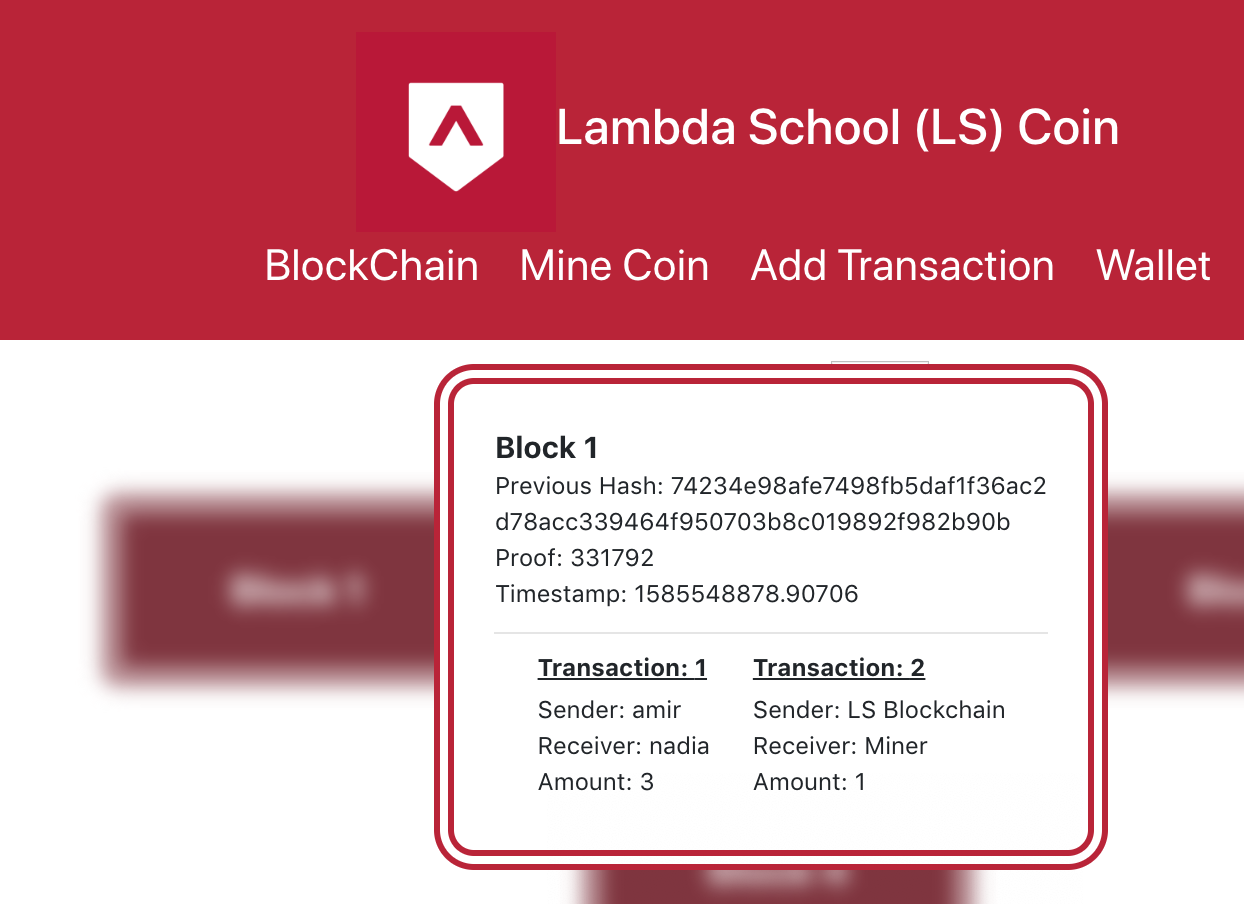 Lambda School (LS) Coin
BlockChain Mine Coin Add Transaction Wallet
Block 1
Previous Hash: 74234e98afe7498fb5daf1f36ac2
d78acc339464f950703b8c019892f982b90b
Proof: 331792
Timestamp: 1585548878.90706
Transaction: 1 Transaction: 2
Sender: amir Sender: LS Blockchain
Receiver: nadia Receiver: Miner
Amount: 3 Amount: 1
Block 1